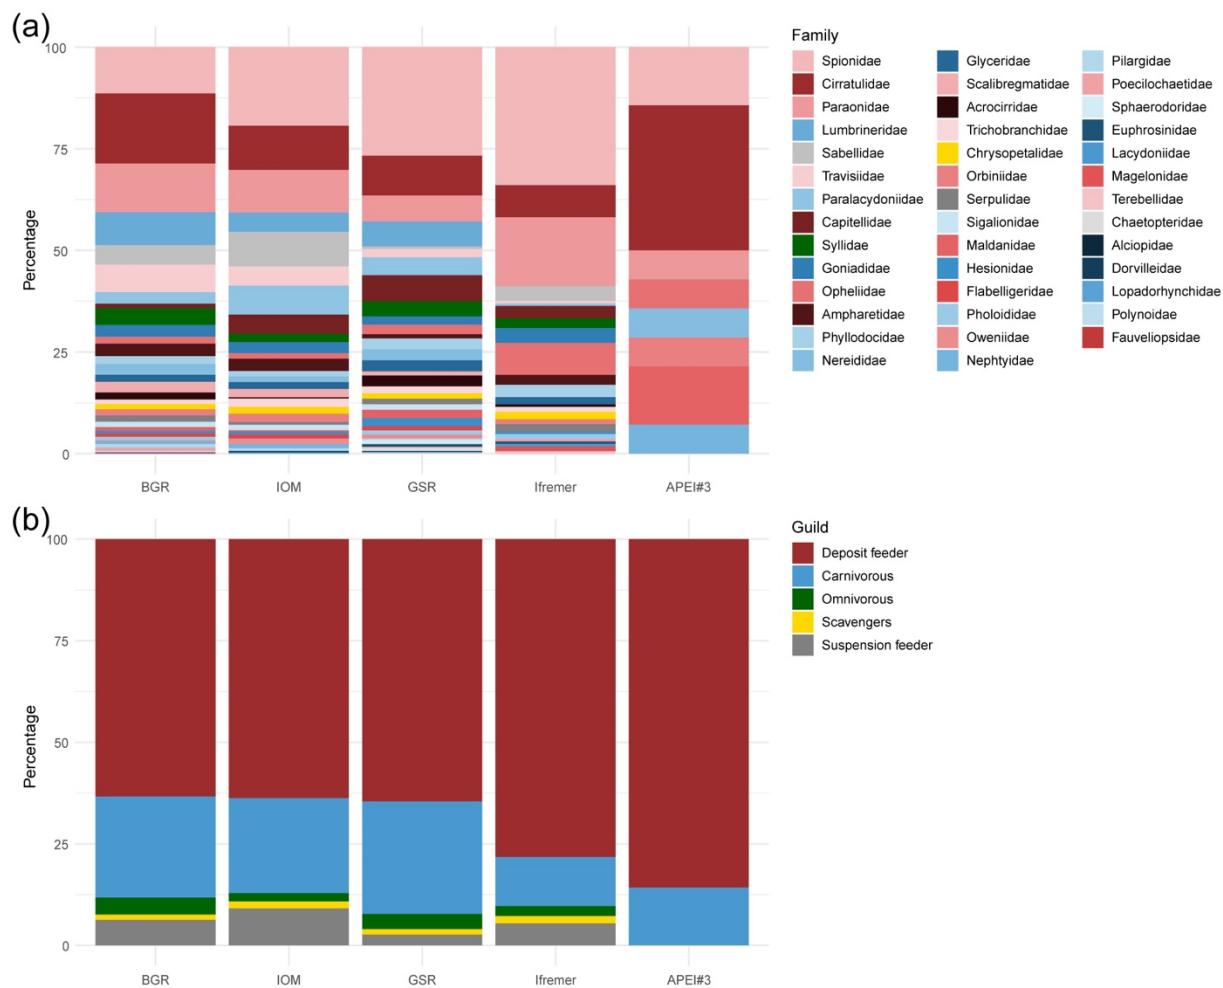 (a)
100
75
50
25
0
Percentage
BGR
IOM
GSR
Ifremer
APEI#3
Family
Spionidae
Cirratulidae
Paraonidae
Lumbrineridae
Sabellidae
Travisiidae
Paralacydoniidae
Capitellidae
Syllidae
Goniadidae
Opheliidae
Ampharetidae
Phyllodocidae
Nereididae
Glyceridae
Scalibregmatidae
Acrocirridae
Trichobranchidae
Chrysopetalidae
Orbiniidae
Serpulidae
Sigalionidae
Maldanidae
Hesionidae
Flabelligeridae
Pholoididae
Oweniidae
Nephtyidae
Pilargidae
Poecilochaetidae
Sphaerodoridae
Euphrosinidae
Lacydoniidae
Magelonidae
Terebellidae
Chaetopteridae
Alciopidae
Dorvilleidae
Lopadorhynchidae
Polynoidae
Fauveliopsidae
(b)
100
75
50
25
0
Percentage
BGR
IOM
GSR
Ifremer
APEI#3
Guild
Deposit feeder
Carnivorous
Omnivorous
Scavengers
Suspension feeder